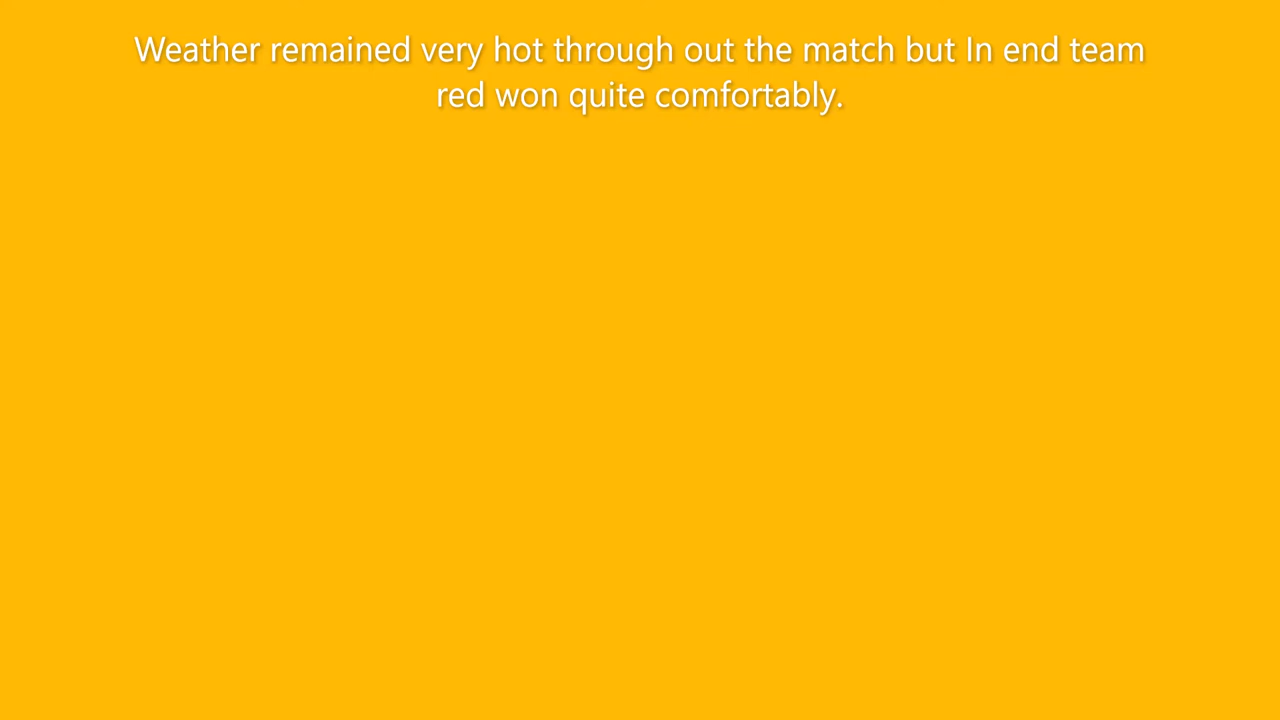 Weather remained very hot through out the match but In end team
red won quite comfortably.